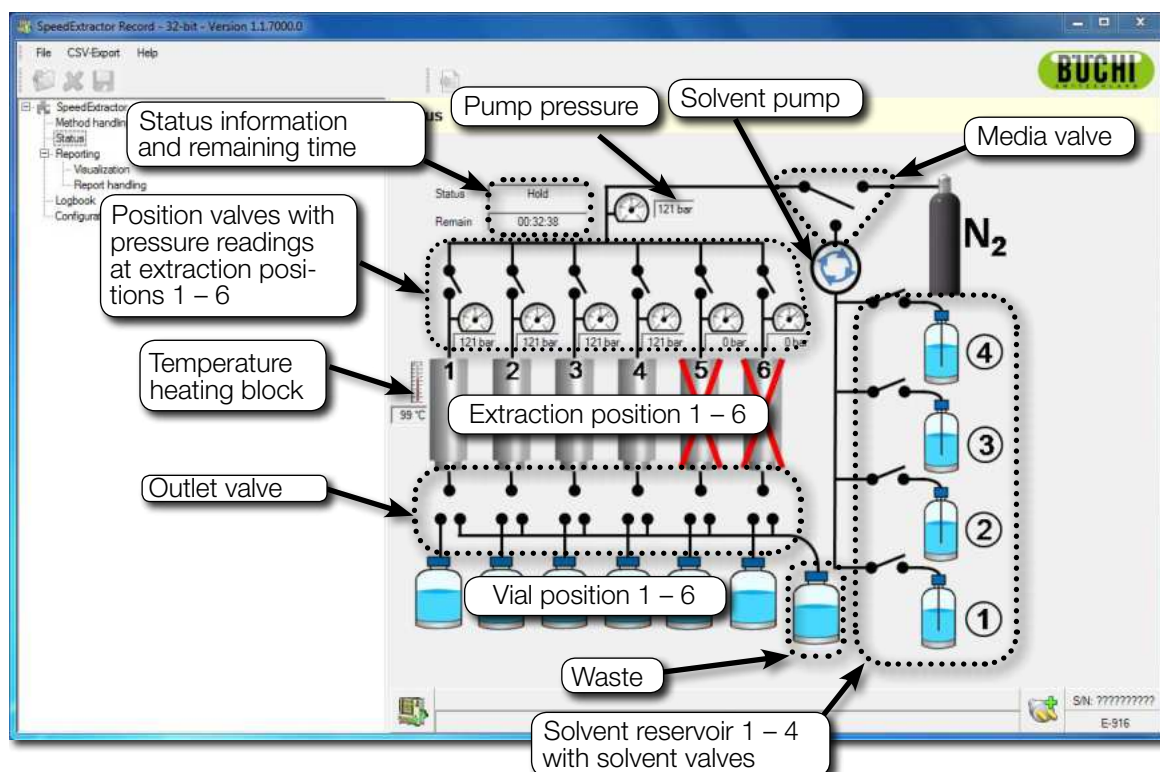 SpeedExtractor Record - 32-bit - Version 1.1.7000.0
File CSV-Export Help
BUCHI
SWITZERLAND
SpeedExtractor
Method handling
Status
Reporting
Visualization
Report handling
Logbook
Status information
and remaining time
Pump pressure
Solvent pump
Media valve
Status Hold
Remain 00:32:38
121 bar
N2
Position valves with
pressure readings
at extraction posi-
tions 1 – 6
121 bar 121 bar 121 bar 121 bar 0 bar 0 bar
Temperature
heating block
99 °C
1 2 3 4 5 6
Extraction position 1 – 6
4
3
2
1
Outlet valve
Vial position 1 – 6
Waste
Solvent reservoir 1 – 4
with solvent valves
S/N: ??????????
E-916